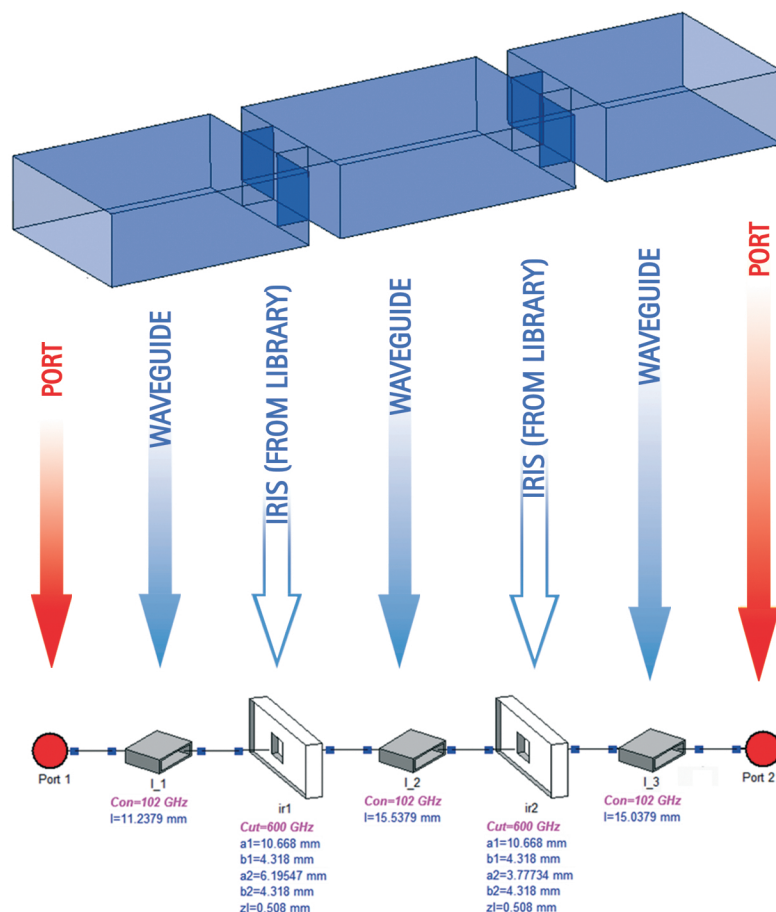 PORT
WAVEGUIDE
IRIS (FROM LIBRARY)
WAVEGUIDE
IRIS (FROM LIBRARY)
WAVEGUIDE
PORT
Port 1
l_1
Con=102 GHz
l=11.2379 mm
ir1
Cut=600 GHz
a1=10.668 mm
b1=4.318 mm
a2=6.19547 mm
b2=4.318 mm
zl=0.508 mm
l_2
Con=102 GHz
l=15.5379 mm
ir2
Cut=600 GHz
a1=10.668 mm
b1=4.318 mm
a2=3.77734 mm
b2=4.318 mm
zl=0.508 mm
l_3
Con=102 GHz
l=15.0379 mm
Port 2